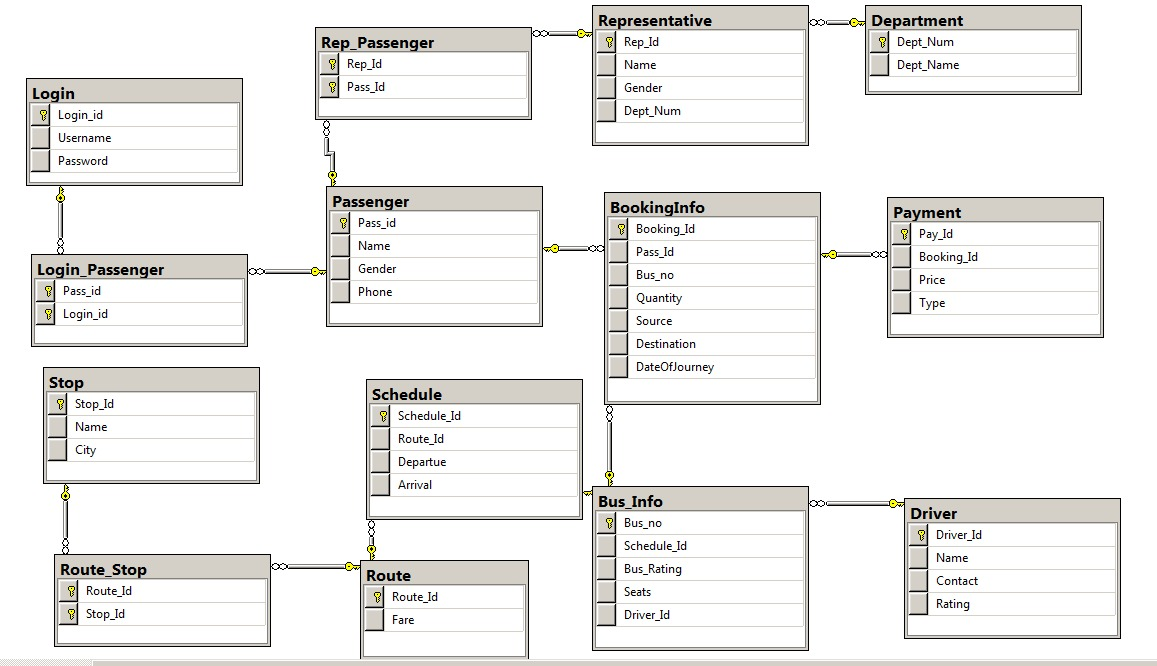 Login
Login_id
Username
Password
Rep_Passenger
Rep_Id
Pass_Id
Representative
Rep_Id
Name
Gender
Dept_Num
Department
Dept_Num
Dept_Name
Login_Passenger
Pass_id
Login_id
Passenger
Pass_id
Name
Gender
Phone
BookingInfo
Booking_Id
Pass_Id
Bus_no
Quantity
Source
Destination
DateOfJourney
Payment
Pay_Id
Booking_Id
Price
Type
Stop
Stop_Id
Name
City
Schedule
Schedule_Id
Route_Id
Departue
Arrival
Route_Stop
Route_Id
Stop_Id
Route
Route_Id
Fare
Bus_Info
Bus_no
Schedule_Id
Bus_Rating
Seats
Driver_Id
Driver
Driver_Id
Name
Contact
Rating